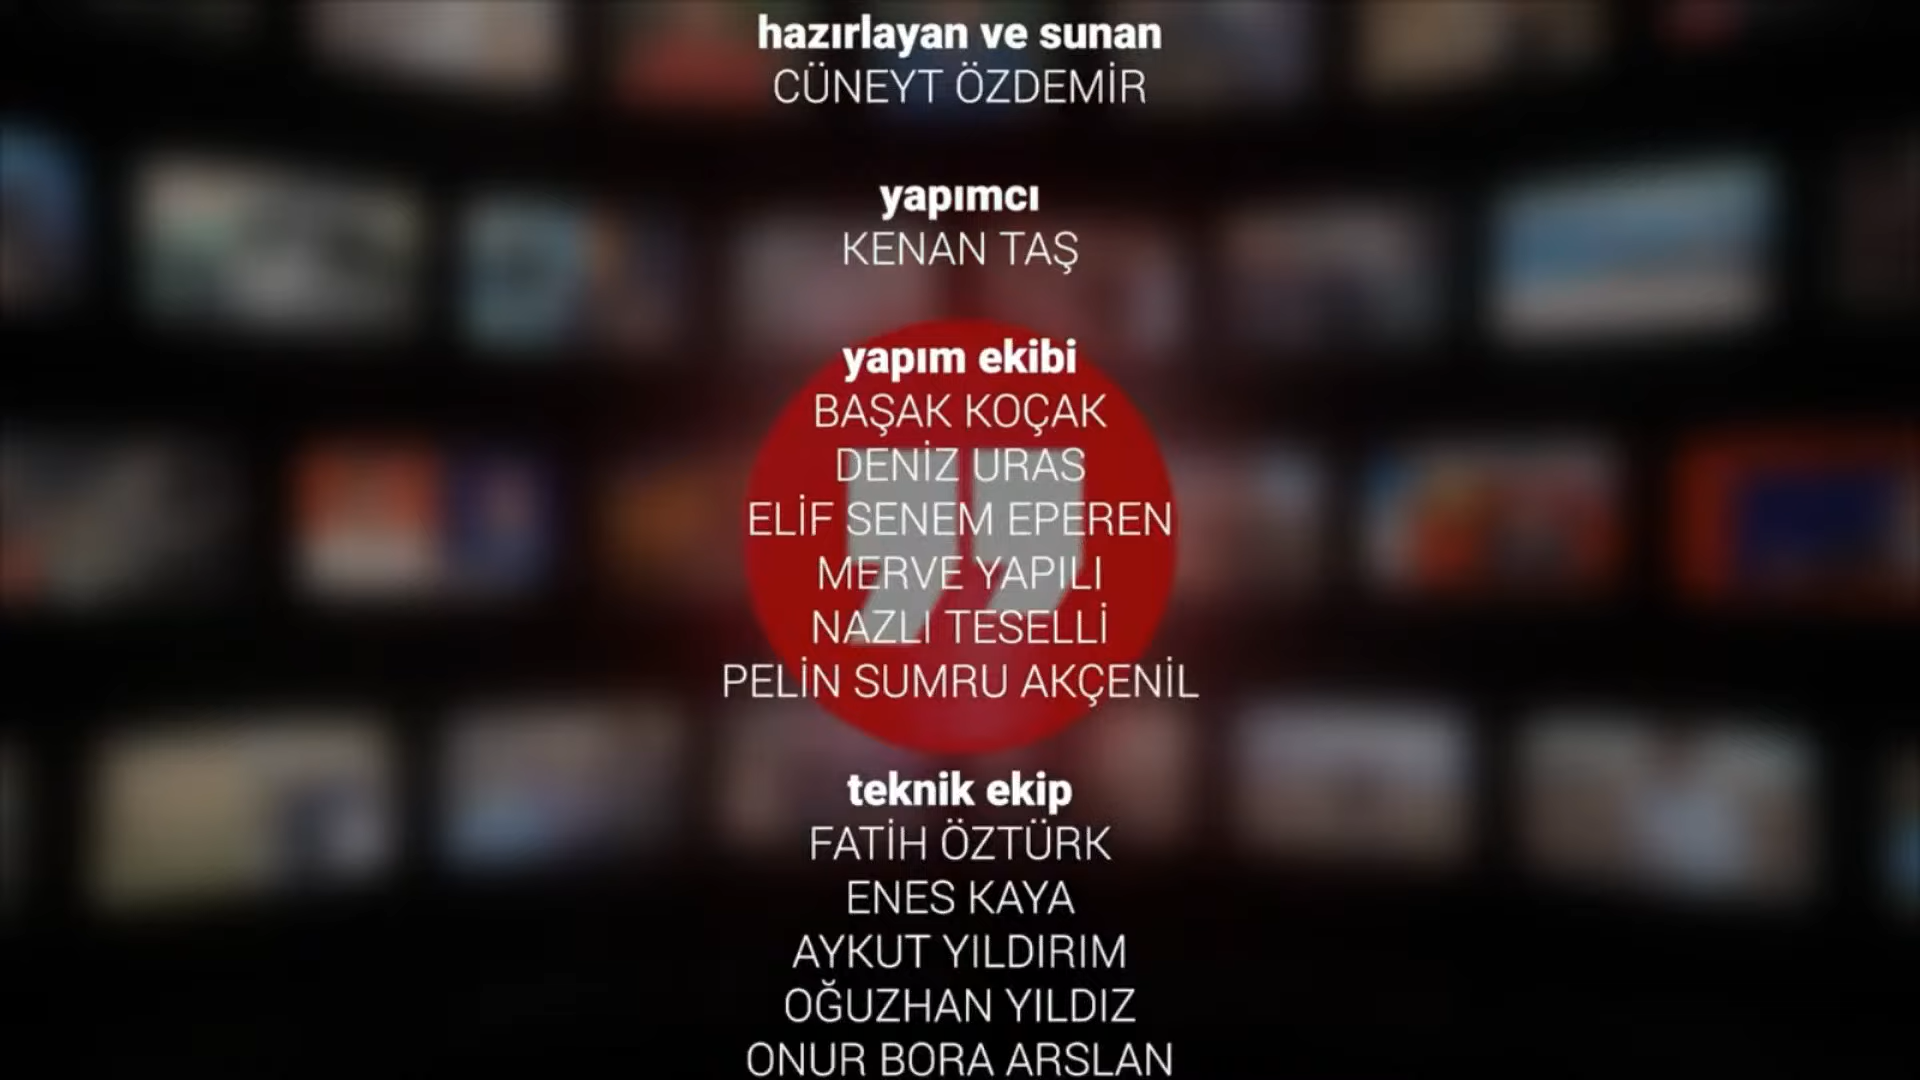 hazırlayan ve sunan
CÜNEYT ÖZDEMİR
yapımcı
KENAN TAŞ
yapım ekibi
BAŞAK KOÇAK
DENİZ URAS
ELİF SENEM EPEREN
MERVE YAPILI
NAZLI TESELLİ
PELİN SUMRU AKÇENİL
teknik ekip
FATİH ÖZTÜRK
ENES KAYA
AYKUT YILDIRIM
OĞUZHAN YILDIZ
ONUR BORA ARSLAN